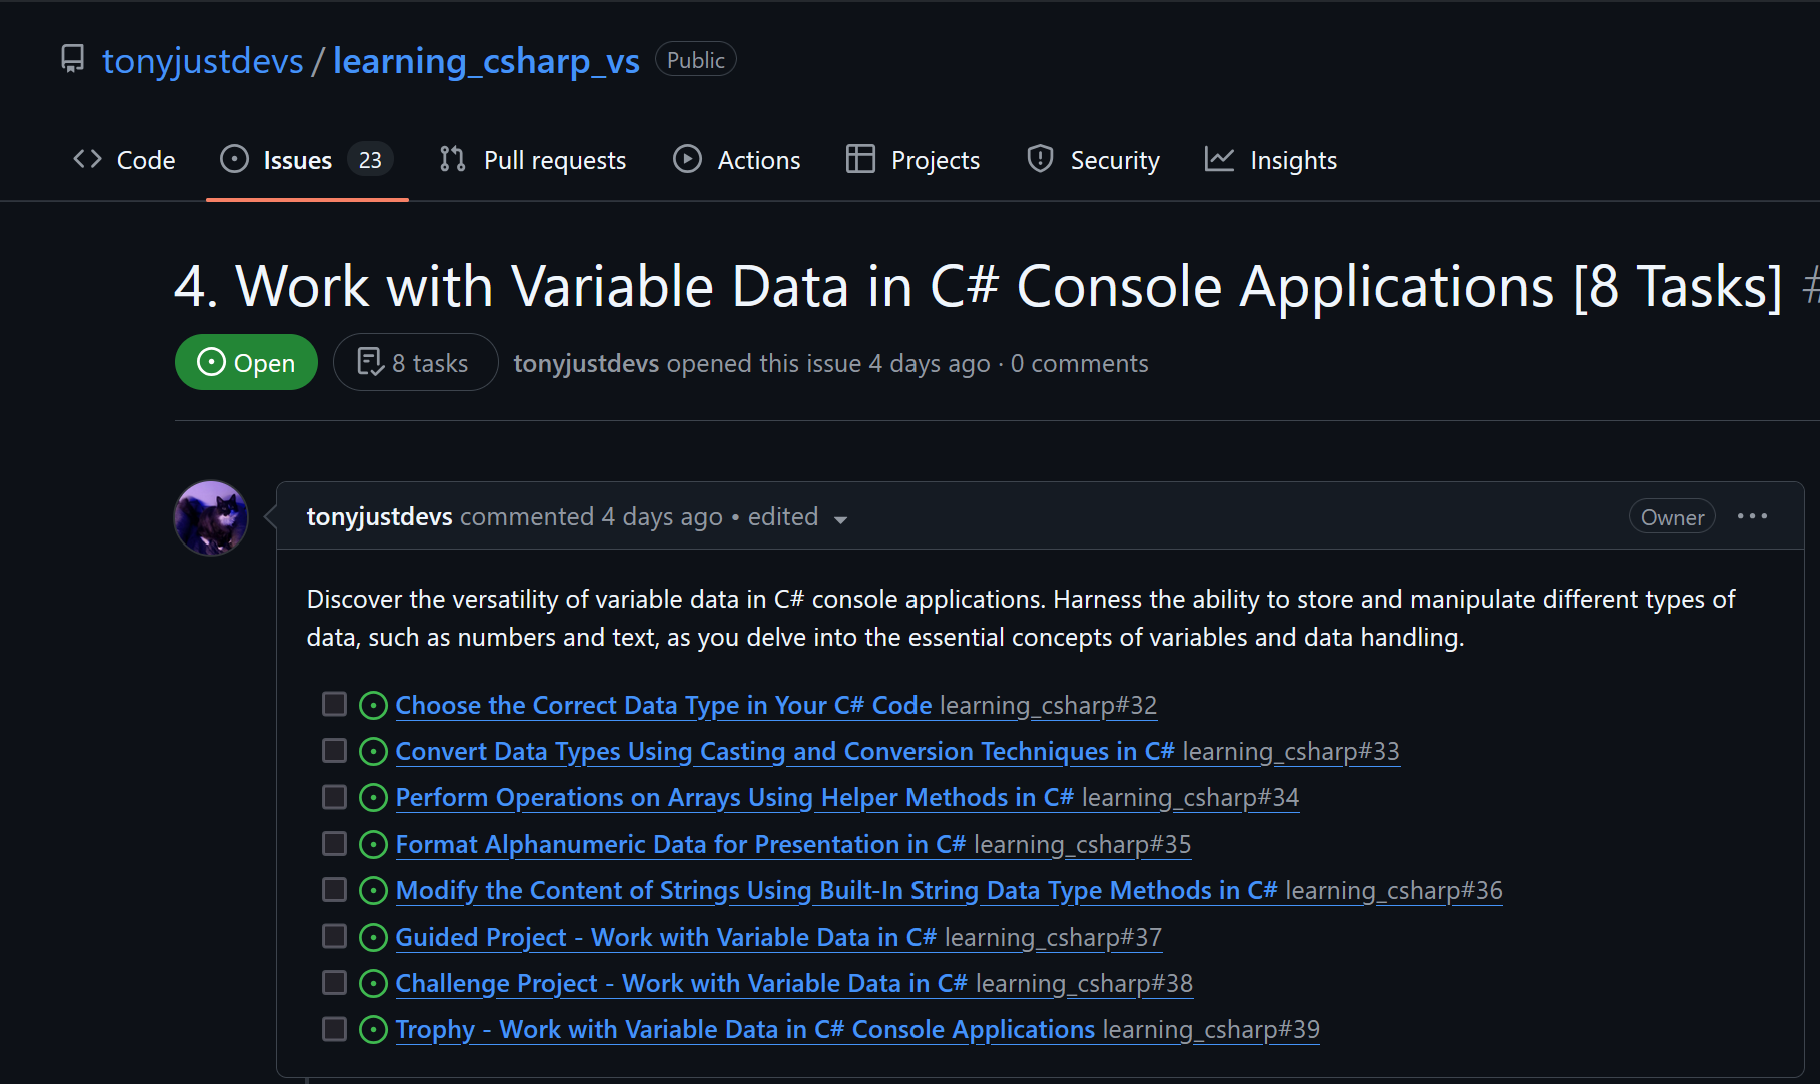 tonyjustdevs / learning_csharp_vs Public
Code Issues 23 Pull requests Actions Projects Security Insights
4. Work with Variable Data in C# Console Applications [8 Tasks] #
Open 8 tasks tonyjustdevs opened this issue 4 days ago · 0 comments
tonyjustdevs commented 4 days ago • edited Owner
Discover the versatility of variable data in C# console applications. Harness the ability to store and manipulate different types of
data, such as numbers and text, as you delve into the essential concepts of variables and data handling.
Choose the Correct Data Type in Your C# Code learning_csharp#32
Convert Data Types Using Casting and Conversion Techniques in C# learning_csharp#33
Perform Operations on Arrays Using Helper Methods in C# learning_csharp#34
Format Alphanumeric Data for Presentation in C# learning_csharp#35
Modify the Content of Strings Using Built-In String Data Type Methods in C# learning_csharp#36
Guided Project - Work with Variable Data in C# learning_csharp#37
Challenge Project - Work with Variable Data in C# learning_csharp#38
Trophy - Work with Variable Data in C# Console Applications learning_csharp#39